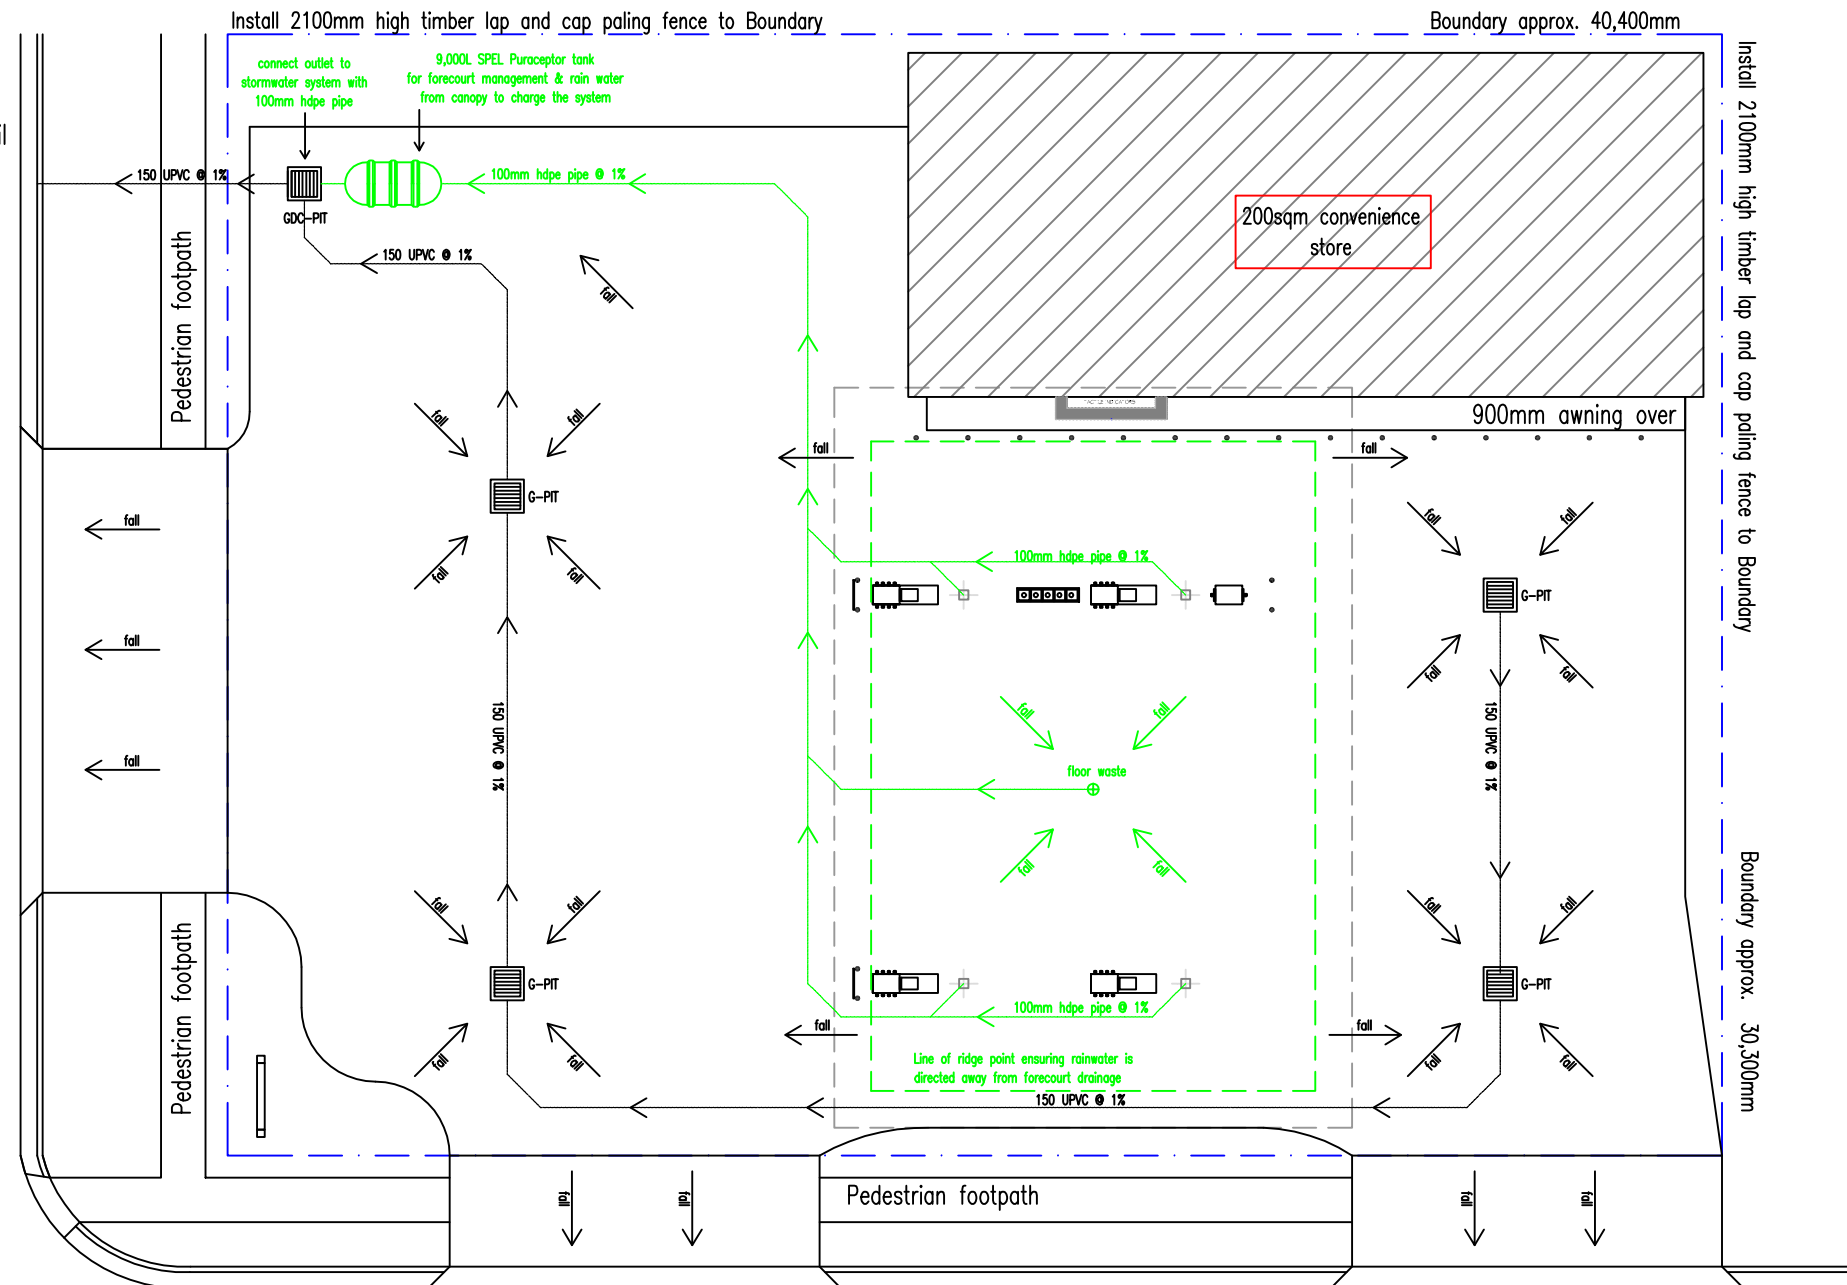 Install 2100mm high timber lap and cap paling fence to Boundary
Boundary approx. 40,400mm
connect outlet to
stormwater system with
100mm hdpe pipe
9,000L SPEL Puraceptor tank
for forecourt management & rain water
from canopy to charge the system
Install 2100mm high timber lap and cap paling fence to Boundary
il
150 UPVC @ 1%
100mm hdpe pipe @ 1%
GDC-PIT
200sqm convenience
store
150 UPVC @ 1%
Pedestrian footpath
fall
TACTILE INDICATORS
900mm awning over
fall
fall
fall
fall
G-PIT
fall
fall
fall
fall
fall
fall
fall
100mm hdpe pipe @ 1%
G-PIT
fall
fall
fall
fall
150 UPVC @ 1%
fall
fall
150 UPVC @ 1%
fall
floor waste
fall
fall
Boundary approx. 30,300mm
Pedestrian footpath
fall
fall
fall
fall
G-PIT
G-PIT
100mm hdpe pipe @ 1%
fall
fall
fall
fall
fall
fall
Line of ridge point ensuring rainwater is
directed away from forecourt drainage
150 UPVC @ 1%
Pedestrian footpath
fall
fall
fall
fall